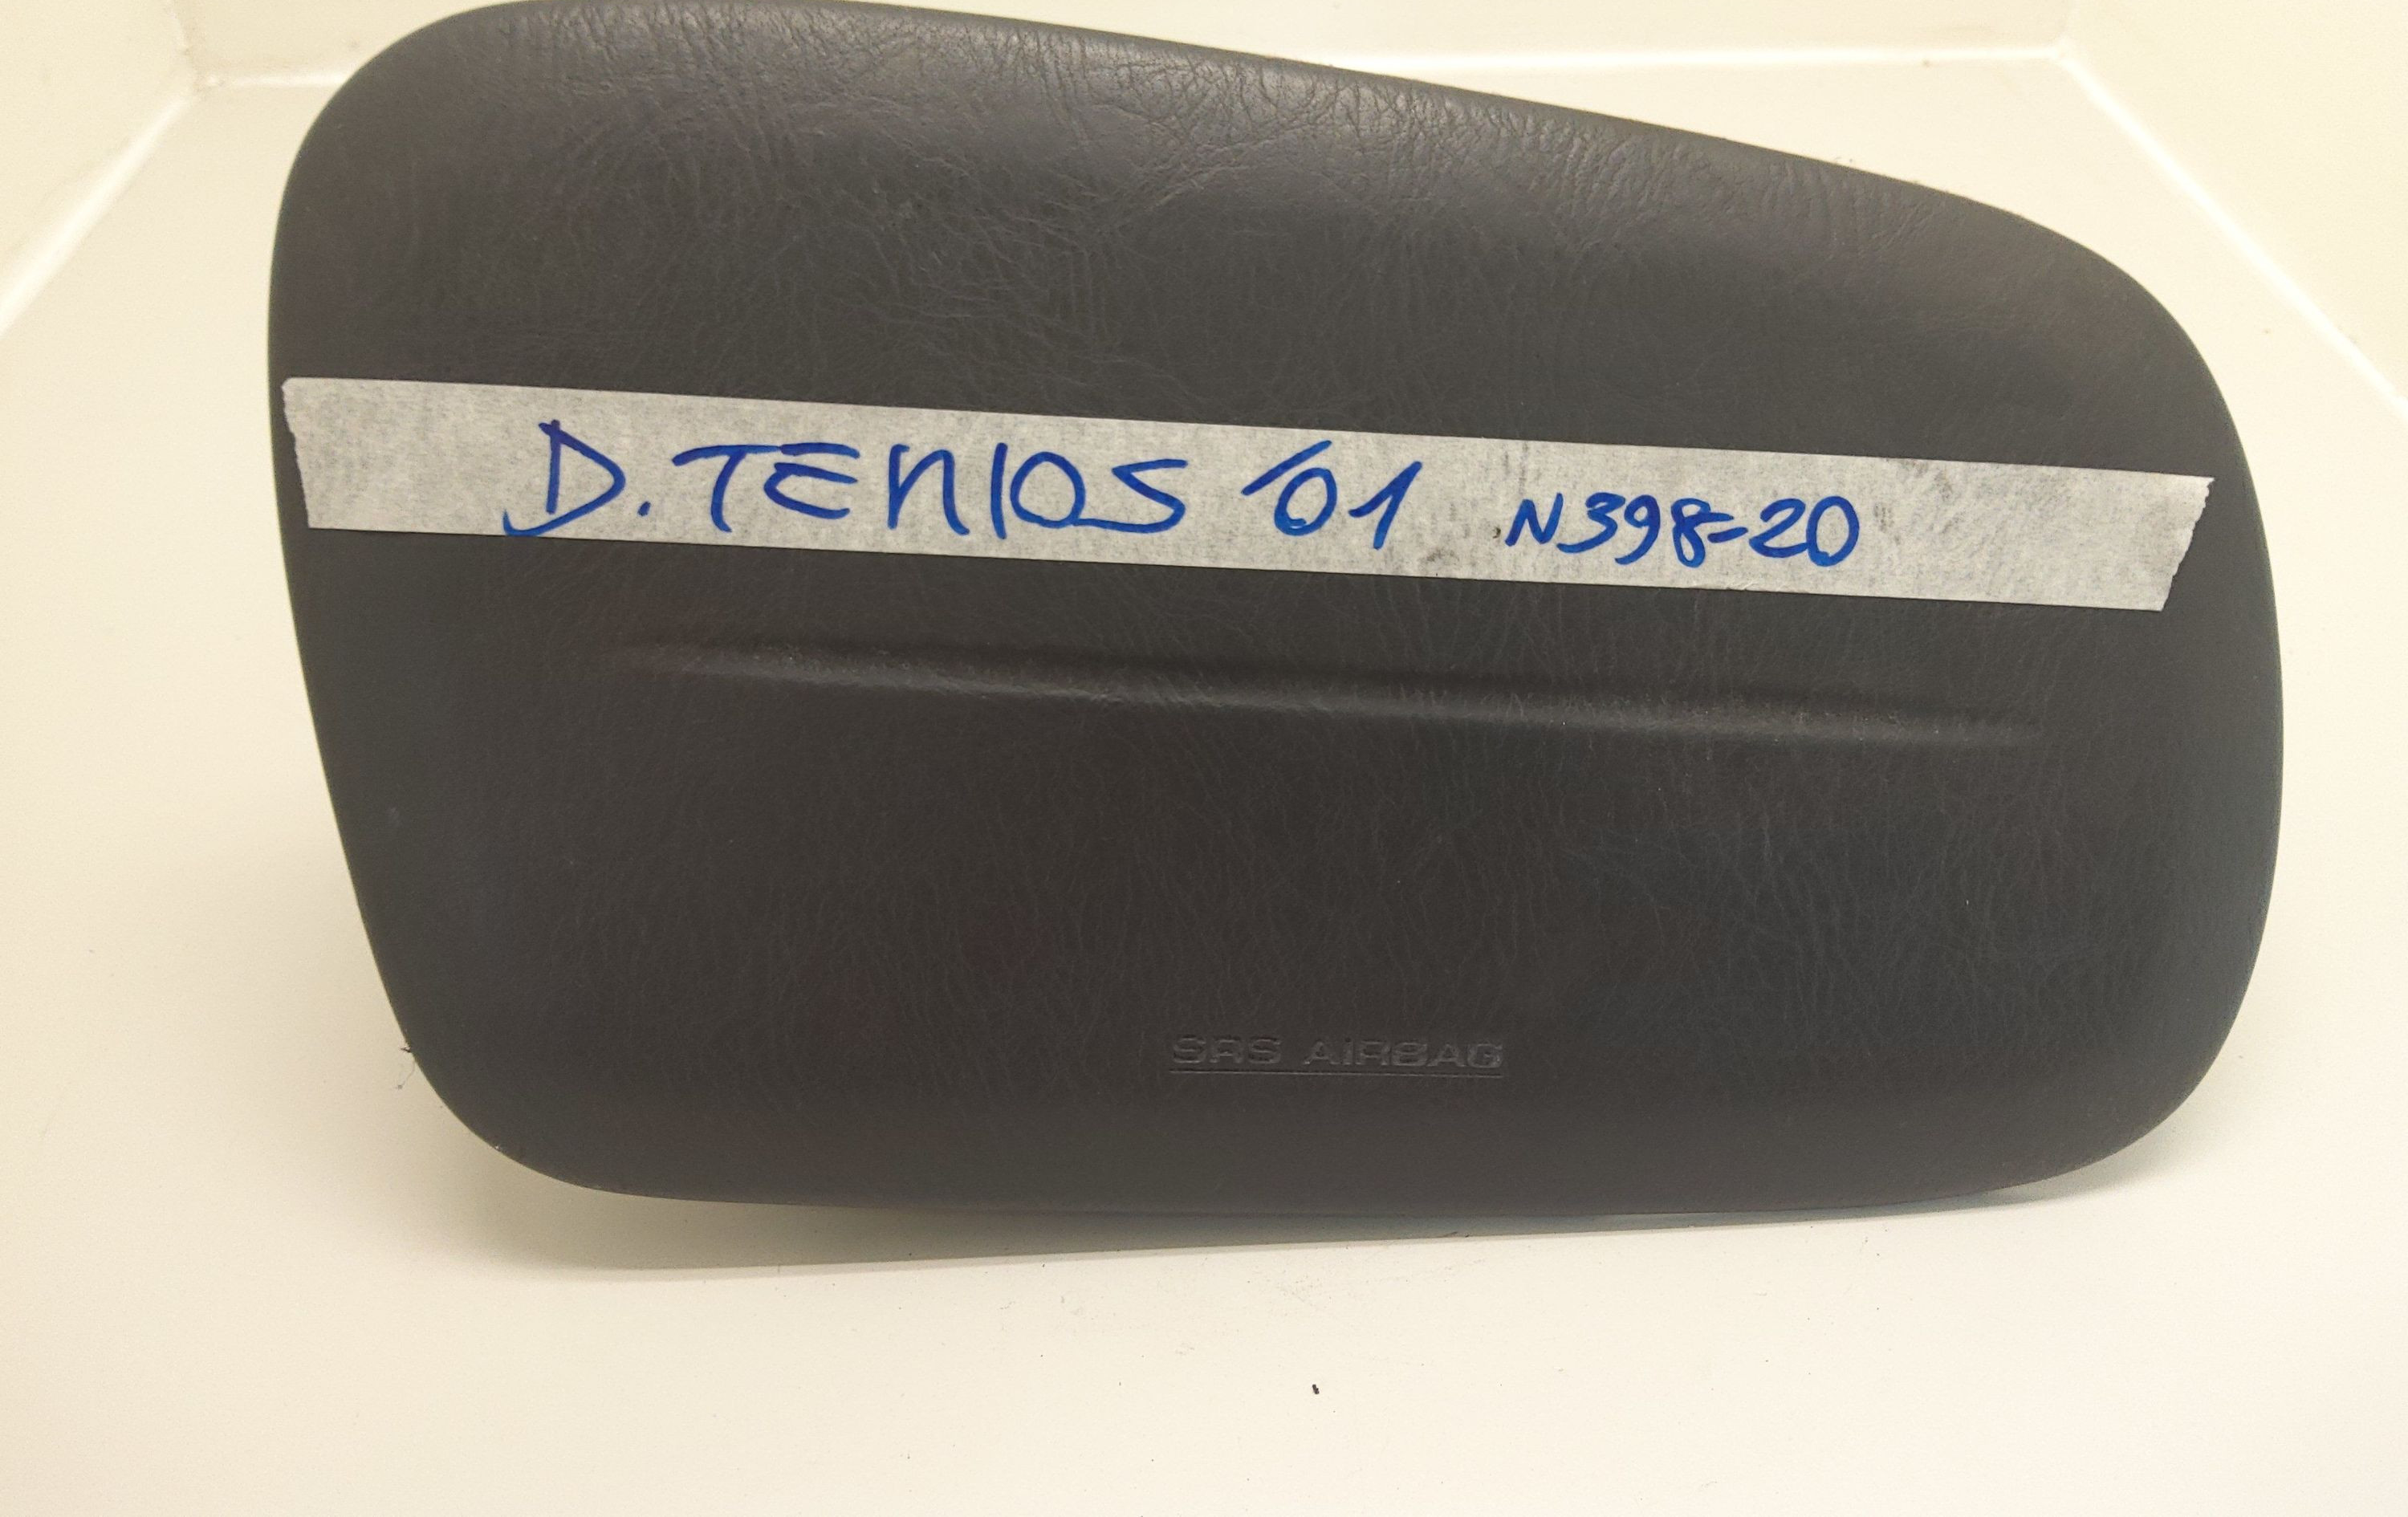 D. TENIOS '01 N398-20
SRS AIRBAG